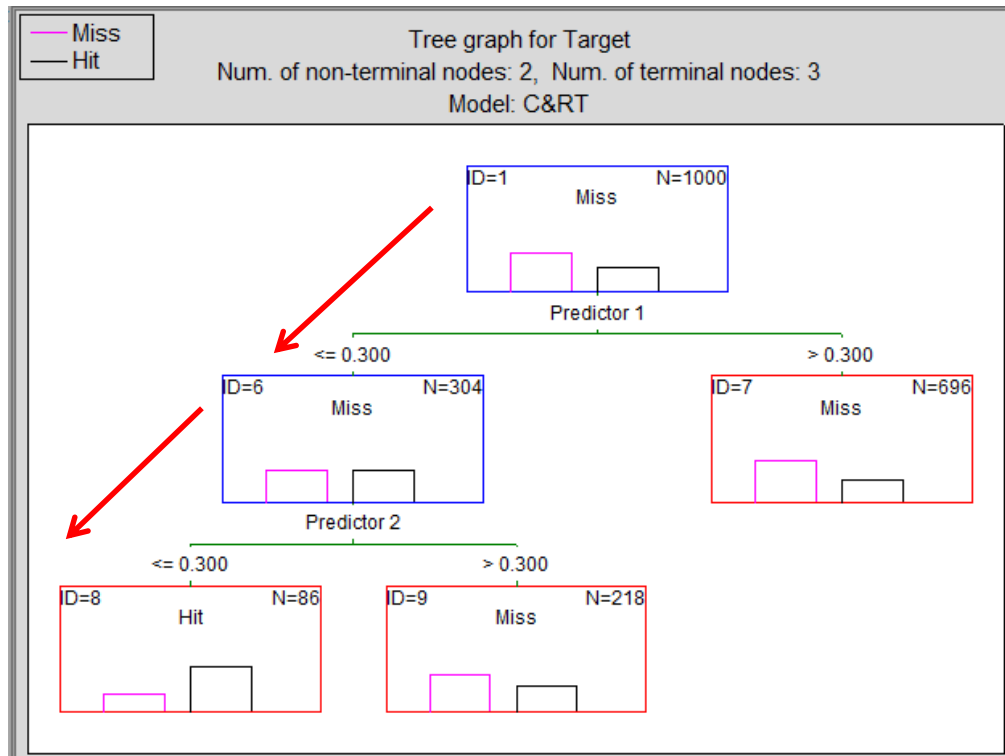 Miss
Hit
Tree graph for Target
Num. of non-terminal nodes: 2, Num. of terminal nodes: 3
Model: C&RT
ID=1 N=1000
Miss
Predictor 1
<= 0.300 > 0.300
ID=6 N=304 ID=7 N=696
Miss Miss
Predictor 2
<= 0.300 > 0.300
ID=8 N=86 ID=9 N=218
Hit Miss